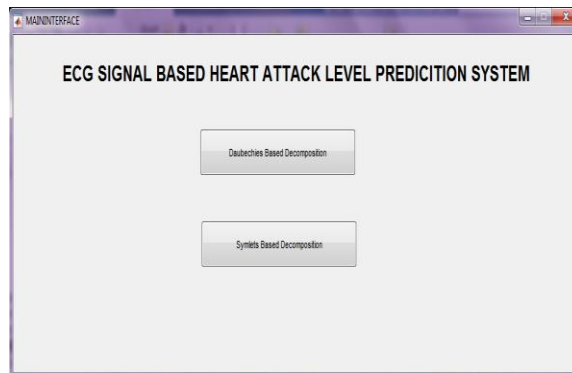 MAININTERFACE
ECG SIGNAL BASED HEART ATTACK LEVEL PREDICITION SYSTEM
Daubechies Based Decomposition
Symlets Based Decomposition